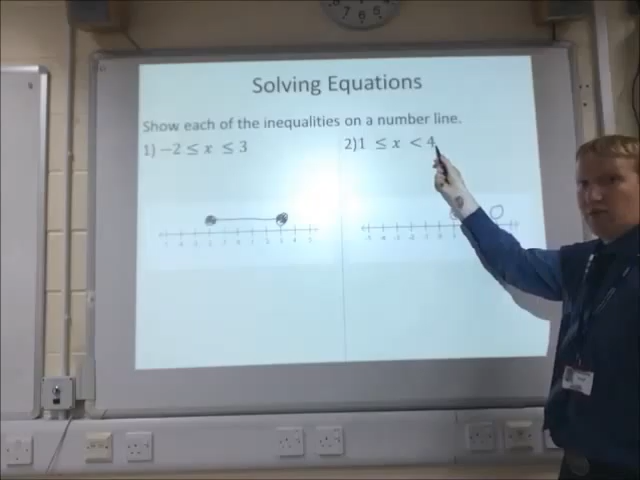 Solving Equations
Show each of the inequalities on a number line.
1) −2 ≤ x ≤ 3
2)1 ≤ x < 4